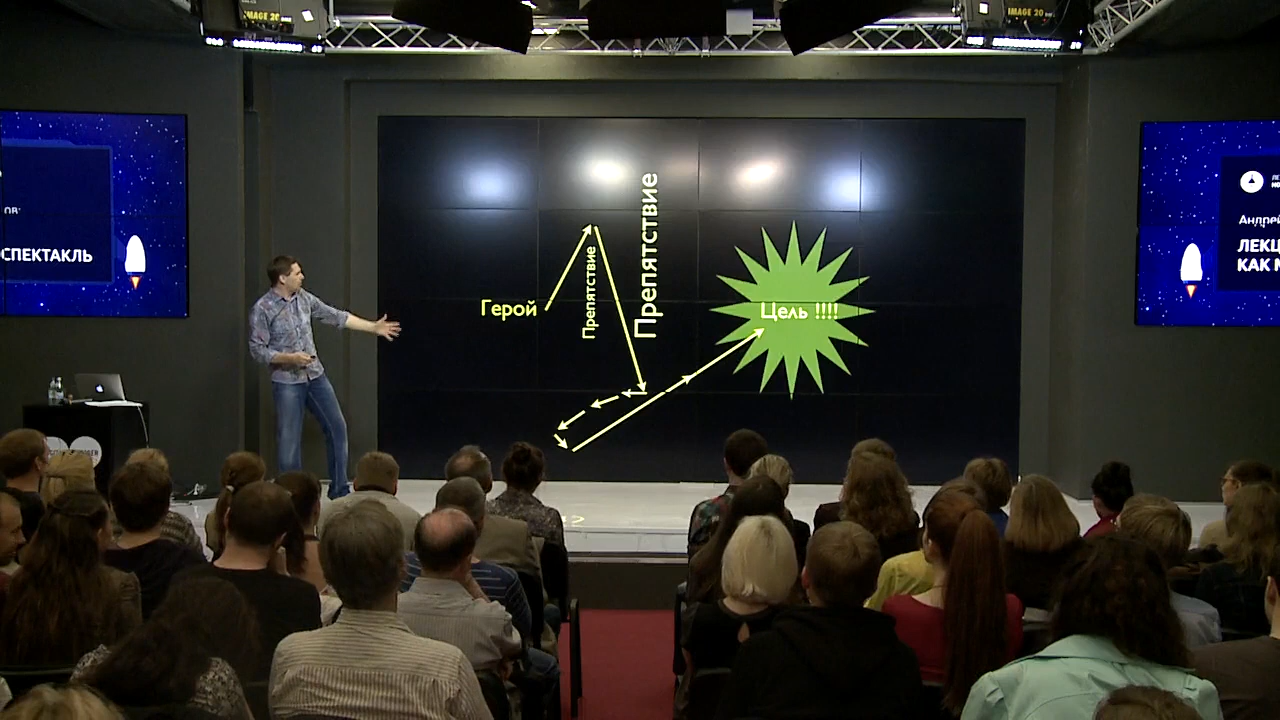 IMAGE 20
IMAGE 20
СПЕКТАКЛЬ
Герой
Препятствие
Препятствие
Цель !!!!
Андрей
ЛЕКЦ
КАК